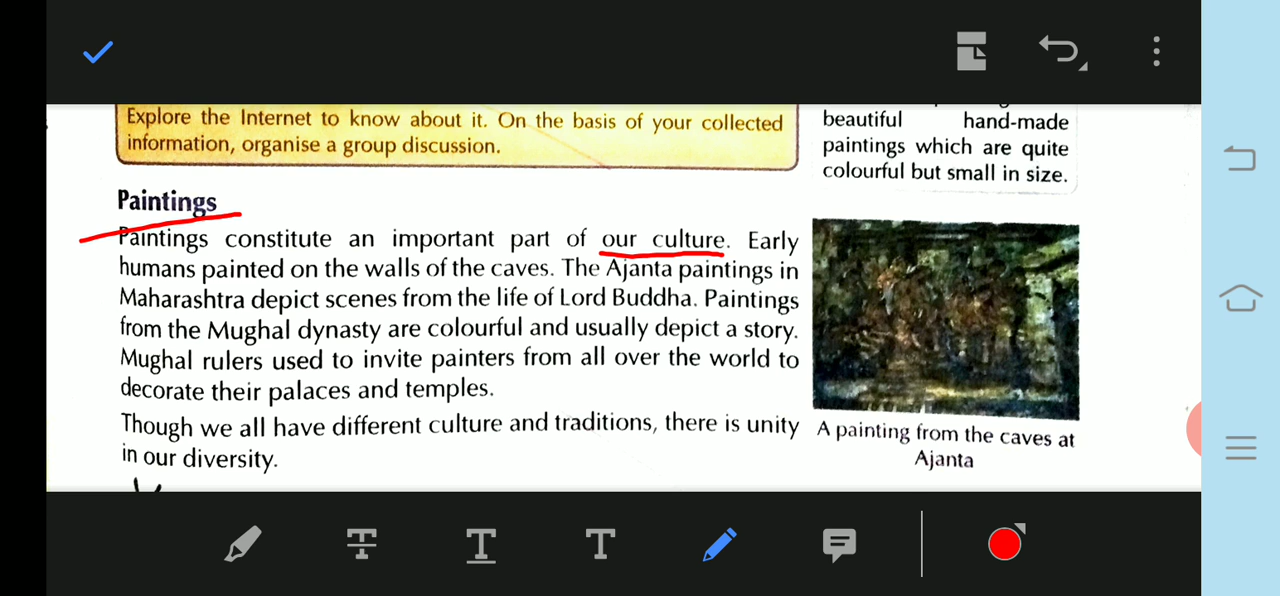 Explore the Internet to know about it. On the basis of your collected
information, organise a group discussion.
beautiful hand-made
paintings which are quite
colourful but small in size.
Paintings
Paintings constitute an important part of our culture. Early
humans painted on the walls of the caves. The Ajanta paintings in
Maharashtra depict scenes from the life of Lord Buddha. Paintings
from the Mughal dynasty are colourful and usually depict a story.
Mughal rulers used to invite painters from all over the world to
decorate their palaces and temples.
Though we all have different culture and traditions, there is unity
in our diversity.
A painting from the caves at
Ajanta